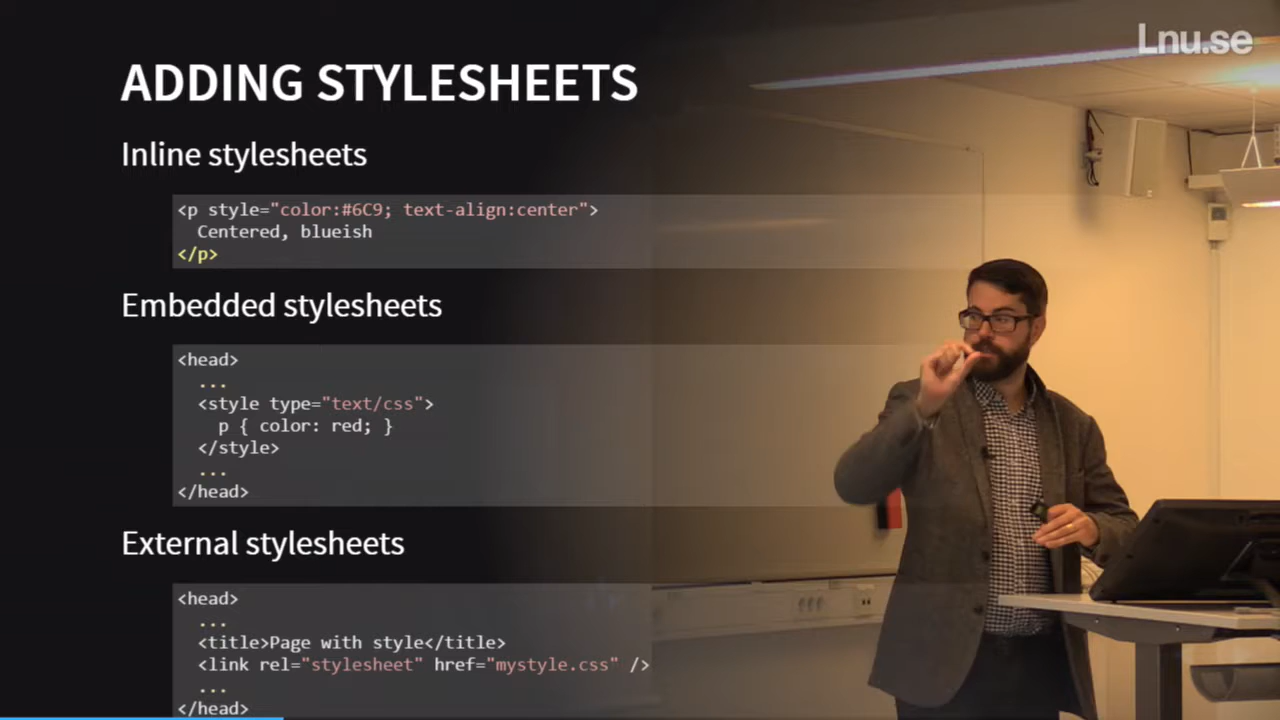 Lnu.se
ADDING STYLESHEETS
Inline stylesheets
<p style="color:#6C9; text-align:center">
  Centered, blueish
</p>
Embedded stylesheets
<head>
  ...
  <style type="text/css">
    p { color: red; }
  </style>
  ...
</head>
External stylesheets
<head>
  ...
  <title>Page with style</title>
  <link rel="stylesheet" href="mystyle.css" />
  ...
</head>